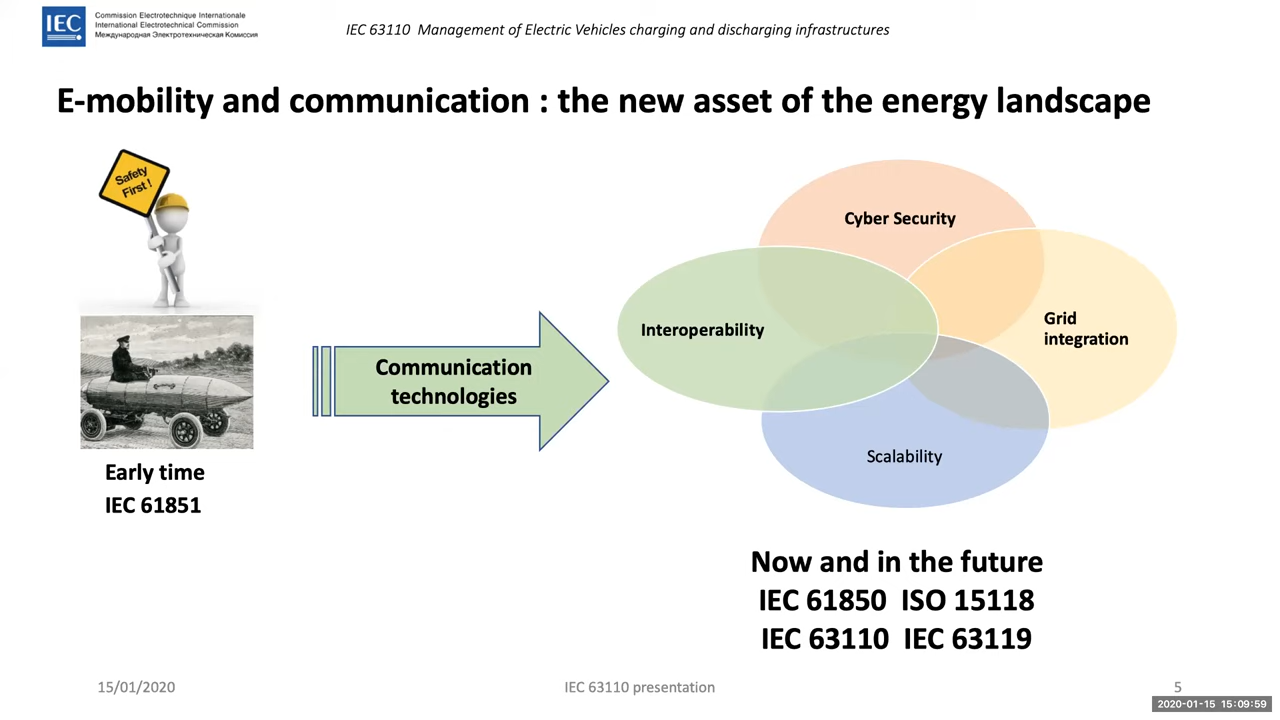 IEC
Commission Electrotechnique Internationale
International Electrotechnical Commission
Международная Электротехническая Комиссия
IEC 63110 Management of Electric Vehicles charging and discharging infrastructures
E-mobility and communication : the new asset of the energy landscape
Safety
First !
Cyber Security
Interoperability
Grid
integration
Communication
technologies
Scalability
Early time
IEC 61851
Now and in the future
IEC 61850 ISO 15118
IEC 63110 IEC 63119
15/01/2020
IEC 63110 presentation
5
2020-01-15 15:09:59